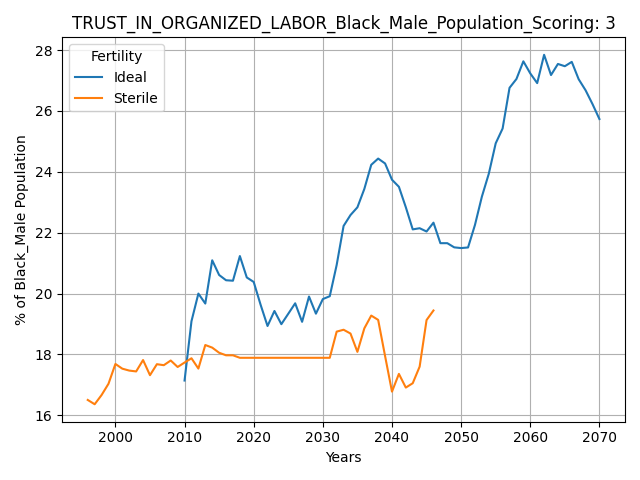 TRUST_IN_ORGANIZED_LABOR_Black_Male_Population_Scoring: 3
Fertility
Ideal
Sterile
% of Black_Male Population
28
26
24
22
20
18
16
2000 2010 2020 2030 2040 2050 2060 2070
Years